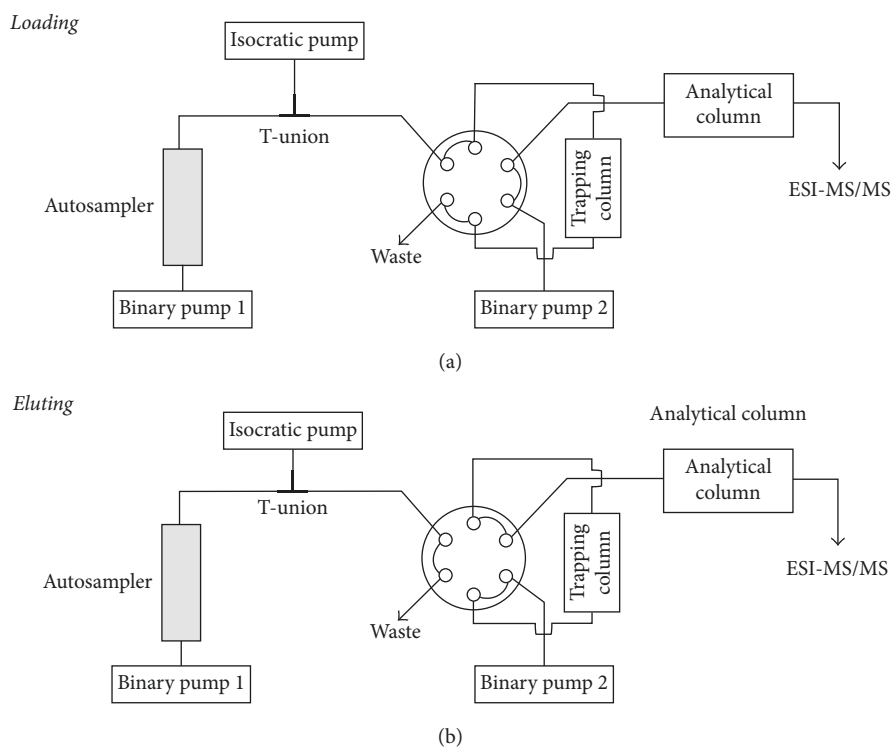 Loading
Isocratic pump
T-union
Autosampler
Binary pump 1
Waste
Binary pump 2
Trapping
column
Analytical
column
ESI-MS/MS
(a)
Eluting
Isocratic pump
T-union
Autosampler
Binary pump 1
Waste
Binary pump 2
Trapping
column
Analytical column
Analytical
column
ESI-MS/MS
(b)